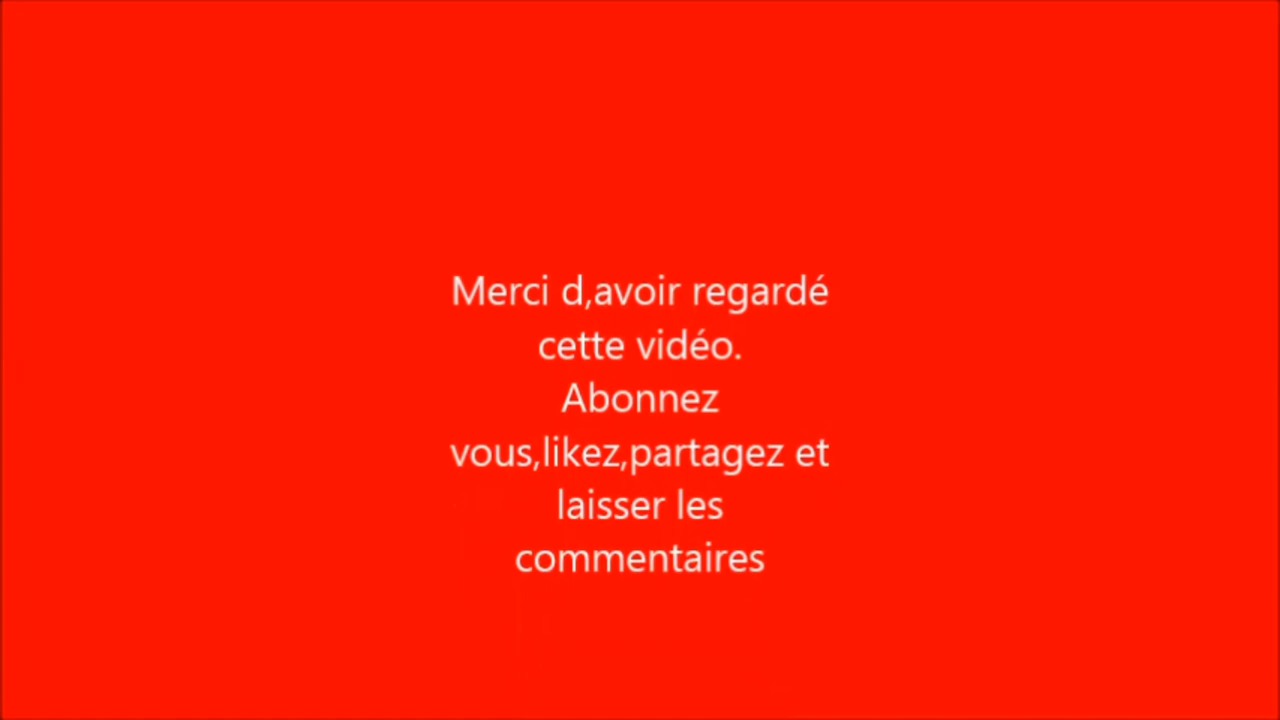 Merci d,avoir regardé
cette vidéo.
Abonnez
vous,likez,partagez et
laisser les
commentaires